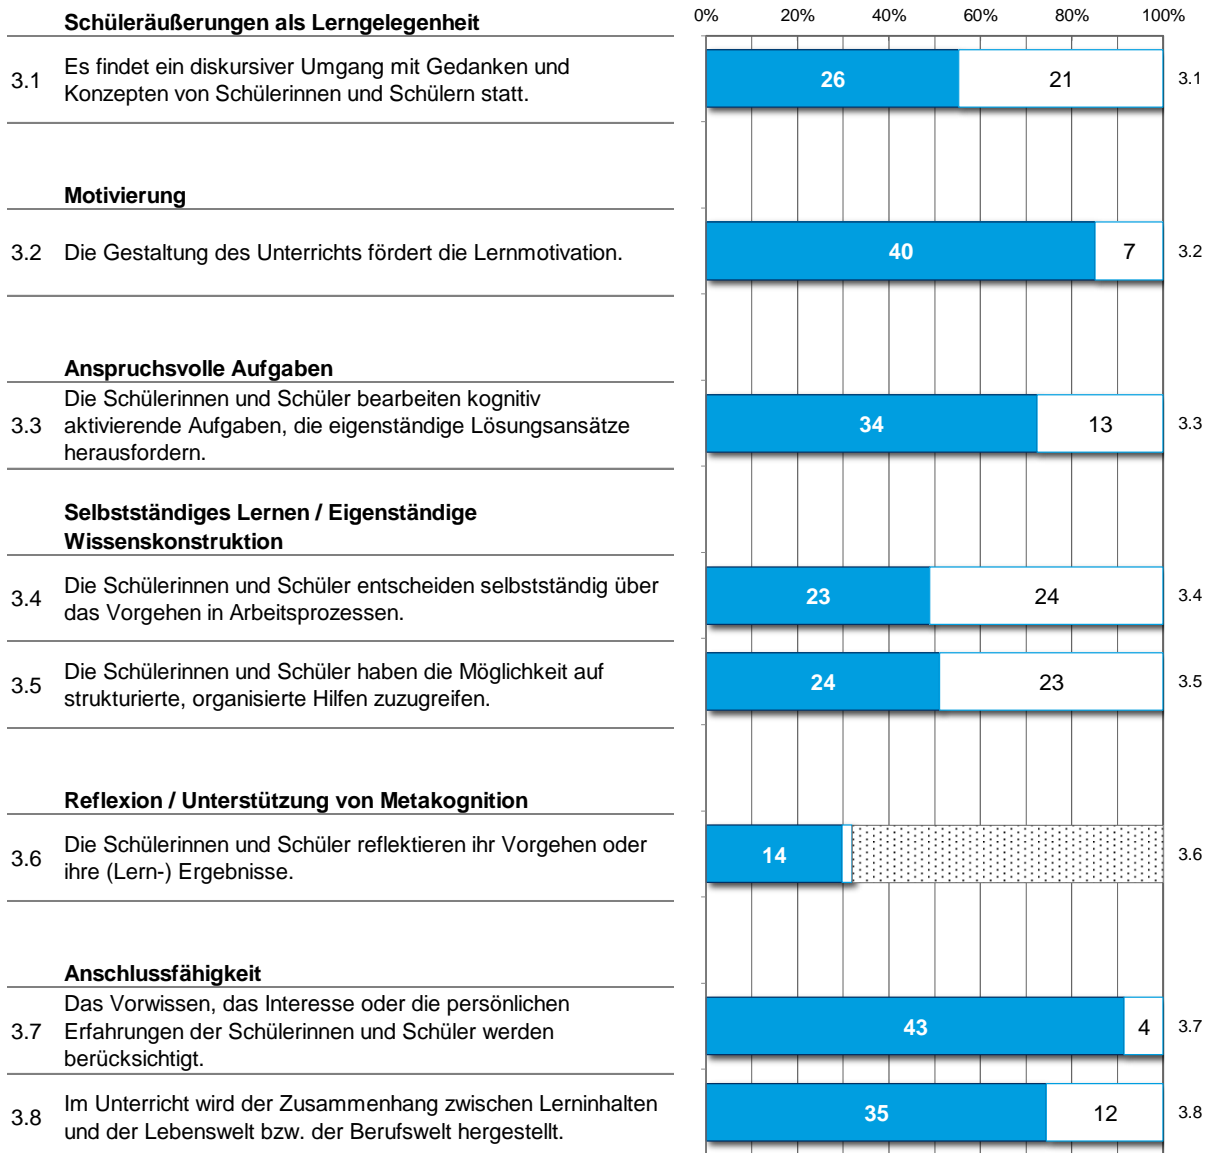 Schüleräußerungen als Lerngelegenheit
0% 20% 40% 60% 80% 100%
3.1 Es findet ein diskursiver Umgang mit Gedanken und
Konzepten von Schülerinnen und Schülern statt.
26 21 3.1
Motivierung
3.2 Die Gestaltung des Unterrichts fördert die Lernmotivation.
40 7 3.2
Anspruchsvolle Aufgaben
Die Schülerinnen und Schüler bearbeiten kognitiv
3.3 aktivierende Aufgaben, die eigenständige Lösungsansätze
herausfordern.
34 13 3.3
Selbstständiges Lernen / Eigenständige
Wissenskonstruktion
3.4 Die Schülerinnen und Schüler entscheiden selbstständig über
das Vorgehen in Arbeitsprozessen.
23 24 3.4
3.5 Die Schülerinnen und Schüler haben die Möglichkeit auf
strukturierte, organisierte Hilfen zuzugreifen.
24 23 3.5
Reflexion / Unterstützung von Metakognition
3.6 Die Schülerinnen und Schüler reflektieren ihr Vorgehen oder
ihre (Lern-) Ergebnisse.
14 3.6
Anschlussfähigkeit
Das Vorwissen, das Interesse oder die persönlichen
3.7 Erfahrungen der Schülerinnen und Schüler werden
berücksichtigt.
43 4 3.7
3.8 Im Unterricht wird der Zusammenhang zwischen Lerninhalten
und der Lebenswelt bzw. der Berufswelt hergestellt.
35 12 3.8